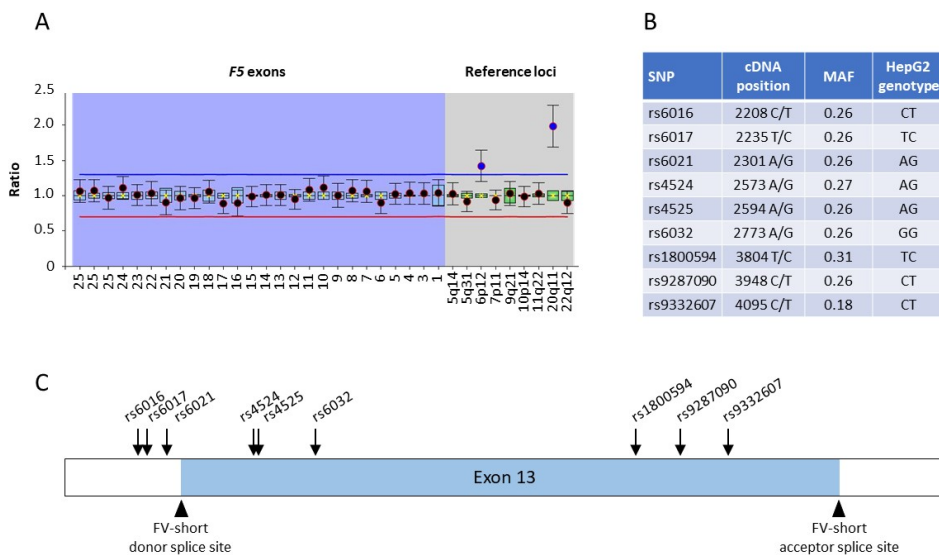 A
F5 exons
Reference loci
Ratio
2.5
2.0
1.5
1.0
0.5
0
25
25
25
24
23
22
21
20
19
18
17
16
15
14
13
12
11
10
9
8
7
6
5
4
3
1
5q14
5q31
6p12
7p11
9q21
10p14
11q22
20q11
22q12
B
SNP cDNA position MAF HepG2 genotype
rs6016 2208 C/T 0.26 CT
rs6017 2235 T/C 0.26 TC
rs6021 2301 A/G 0.26 AG
rs4524 2573 A/G 0.27 AG
rs4525 2594 A/G 0.26 AG
rs6032 2773 A/G 0.26 GG
rs1800594 3804 T/C 0.31 TC
rs9287090 3948 C/T 0.26 CT
rs9332607 4095 C/T 0.18 CT
C
rs6016
rs6017
rs6021
rs4524
rs4525
rs6032
rs1800594
rs9287090
rs9332607
Exon 13
FV-short
donor splice site
FV-short
acceptor splice site